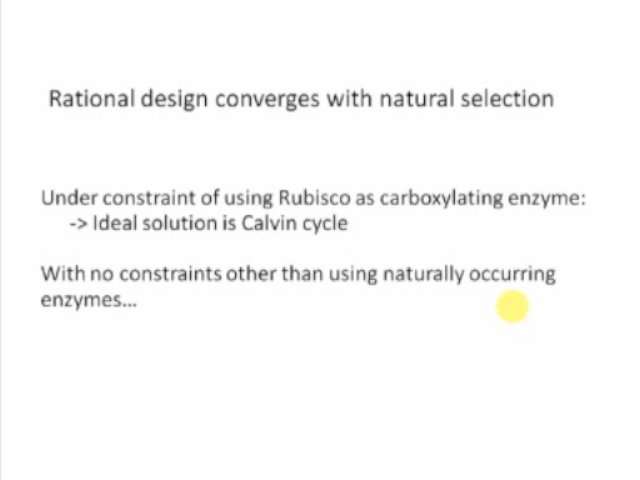 Rational design converges with natural selection
Under constraint of using Rubisco as carboxylating enzyme:
-> Ideal solution is Calvin cycle
With no constraints other than using naturally occurring
enzymes...